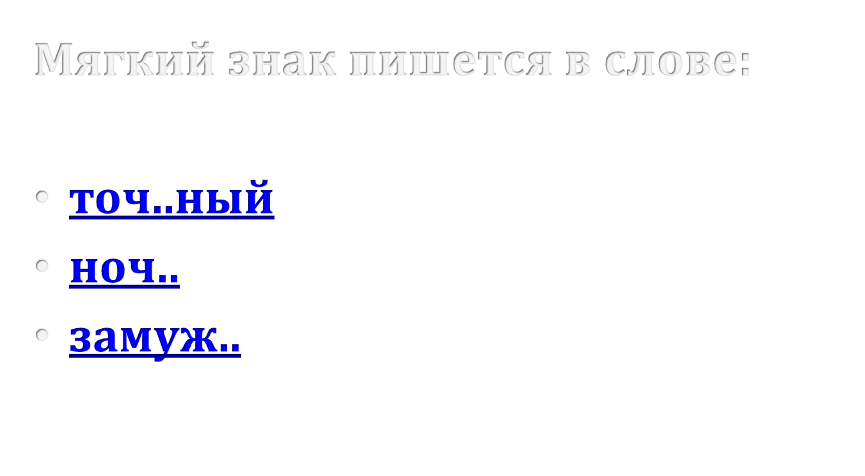 Мягкий знак пишется в слове:
точ..ный
ноч..
замуж..